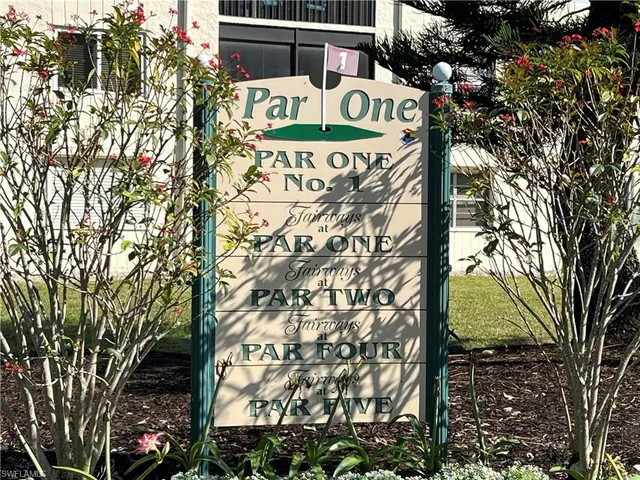 1
Par One
PAR ONE
No. 1
Fairways
at
PAR ONE
Fairways
at
PAR TWO
Fairways
at
PAR FOUR
Fairways
at
PAR FIVE
SWFLAMLS